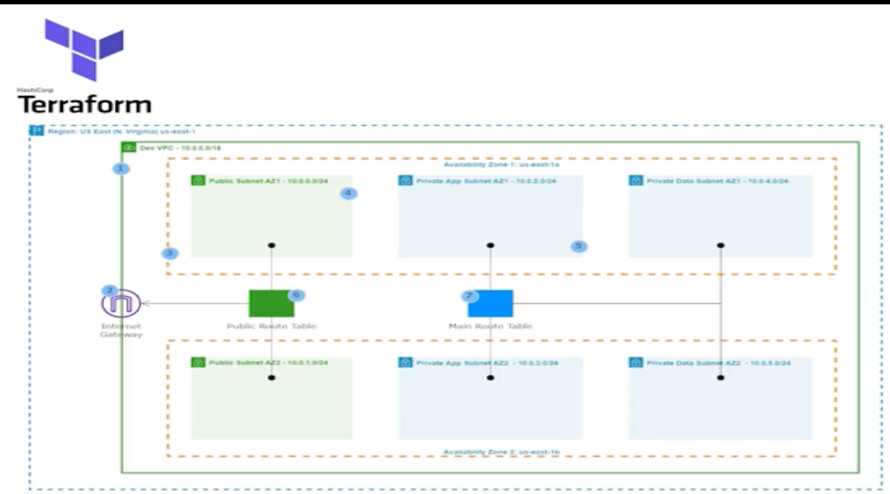 HashiCorp
Terraform
Region: US East (N. Virginia) us-east-1
Dev VPC - 10.0.0.0/16
1
Availability Zone 1: us-east-1a
Public Subnet AZ1 - 10.0.0.0/24
Private App Subnet AZ1 - 10.0.2.0/24
Private Data Subnet AZ1 - 10.0.4.0/24
4
5
3
2
6
7
Internet
Gateway
Public Route Table
Main Route Table
Public Subnet AZ2 - 10.0.1.0/24
Private App Subnet AZ2 - 10.0.3.0/24
Private Data Subnet AZ2 - 10.0.5.0/24
Availability Zone 2: us-east-1b